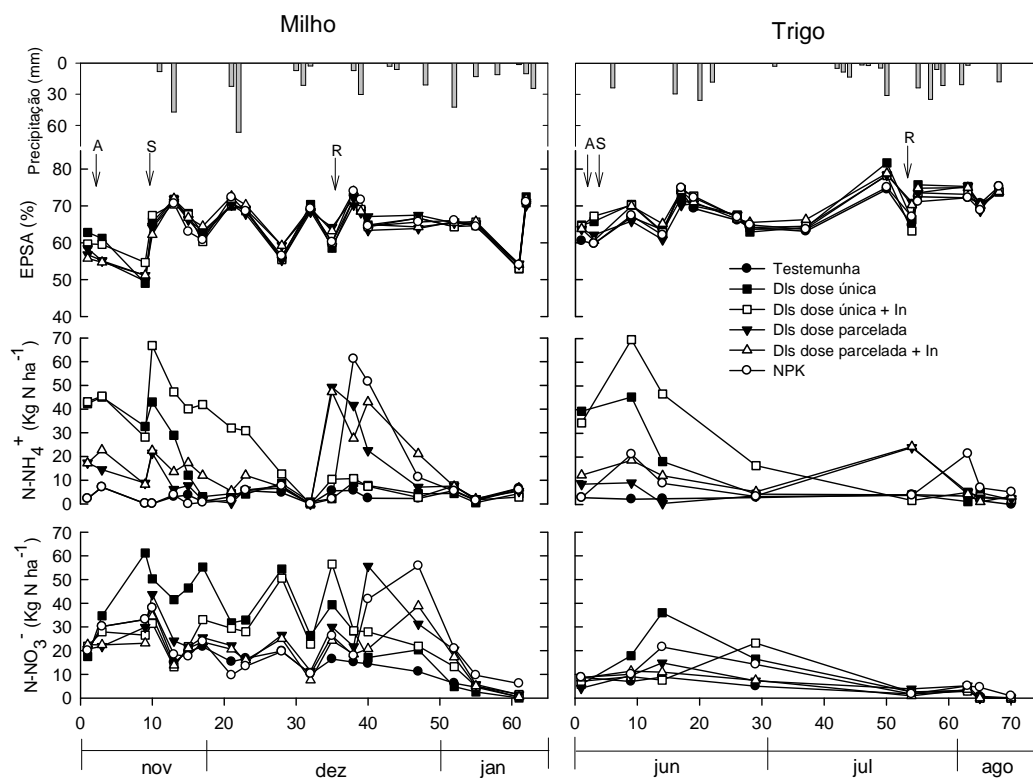 Milho
Trigo
Precipitação (mm)
0
30
60
A
S
R
A
S
R
EPSA (%)
80
70
60
50
40
Testemunha
Dls dose única
Dls dose única + In
Dls dose parcelada
Dls dose parcelada + In
NPK
N-NH4+ (Kg N ha-1)
70
60
50
40
30
20
10
0
N-NO3- (Kg N ha-1)
70
60
50
40
30
20
10
0
0 10 20 30 40 50 60
0 10 20 30 40 50 60 70
nov dez jan
jun jul ago